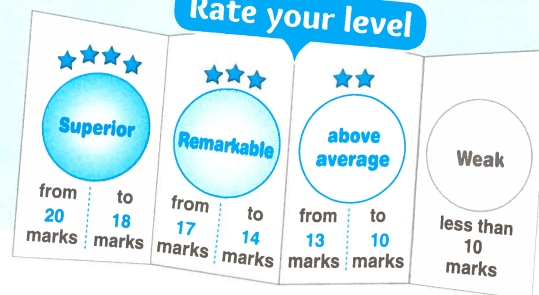 Rate your level
Superior
from
20
marks
to
18
marks
Remarkable
from
17
marks
to
14
marks
above
average
from
13
marks
to
10
marks
Weak
less than
10
marks